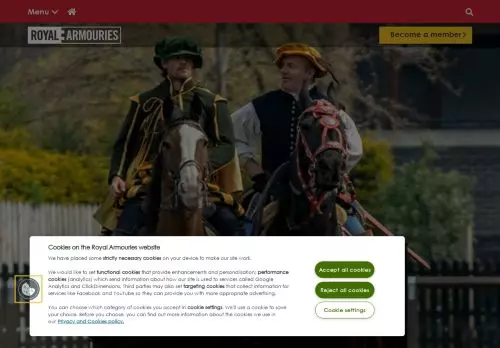 Menu
ROYAL ARMOURIES
Become a member
Cookies on the Royal Armouries website
We have placed some strictly necessary cookies on your device to make our site work.
We would like to set functional cookies that provide enhancements and personalisation; performance
cookies (analytics) which send information about how our site is used to services called Google
Analytics and ClickDimensions. Third parties may also set targeting cookies that collect information for
services like Facebook and YouTube so they can provide you with more appropriate advertising.
You can choose which category of cookies you accept in cookie settings. We'll use a cookie to save
your choice. Before you choose, you can find out more information about the cookies we use in
our Privacy and Cookies policy.
Accept all cookies
Reject all cookies
Cookie settings